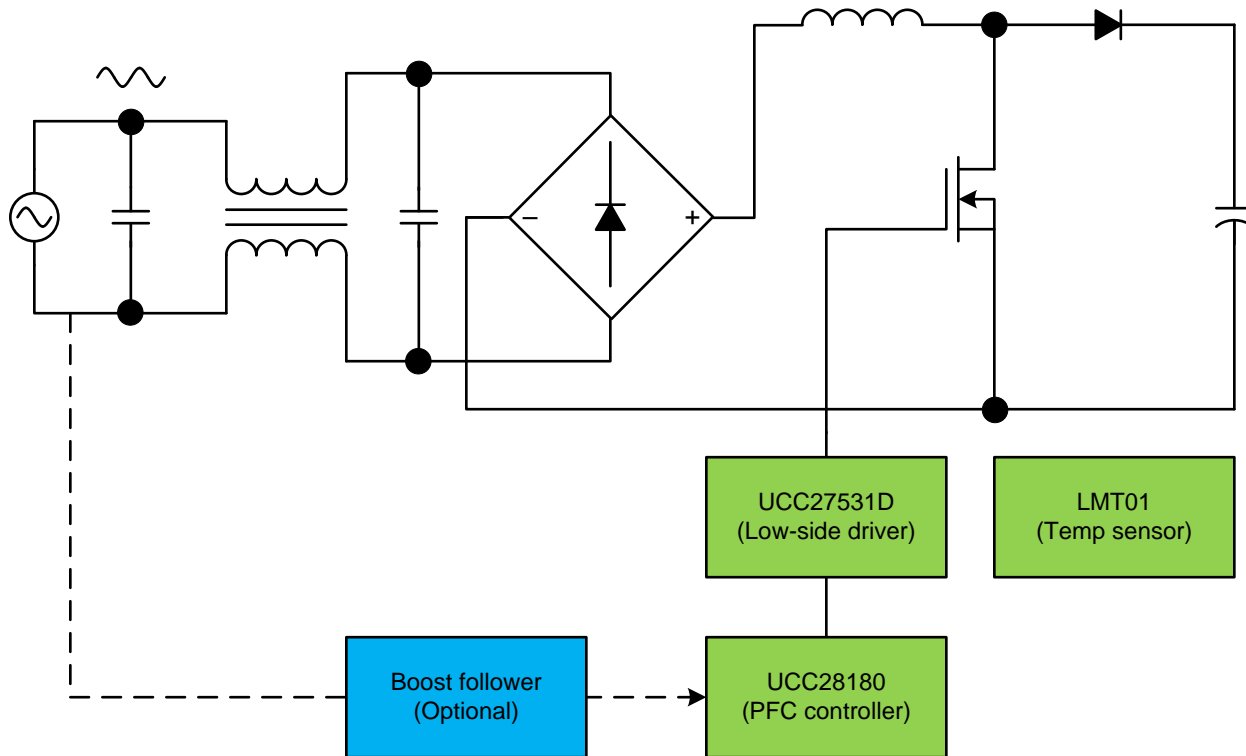 −
+
UCC27531D
(Low-side driver)
LMT01
(Temp sensor)
Boost follower
(Optional)
UCC28180
(PFC controller)